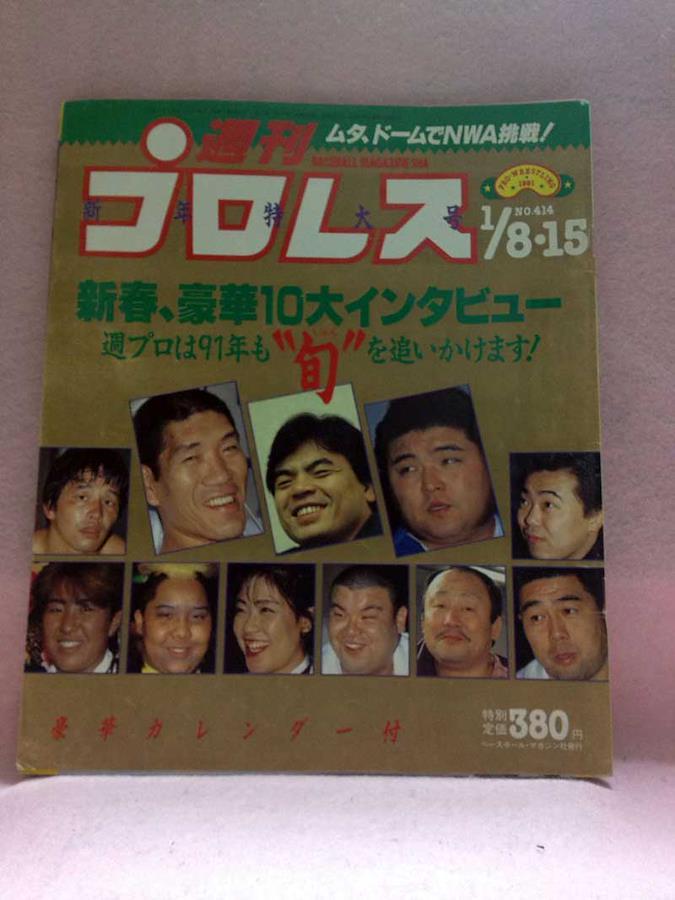 ムタ、ドームでNWA挑戦!
週刊
BASEBALL MAGAZINE SHA
プロレス
新年特大号
PRO-WRESTLING
1991
NO.414
1/8・15
新春、豪華10大インタビュー
週プロは91年も“旬”を追いかけます!
豪華カレンダー付
特別
定価380円
ベースボール・マガジン社発行